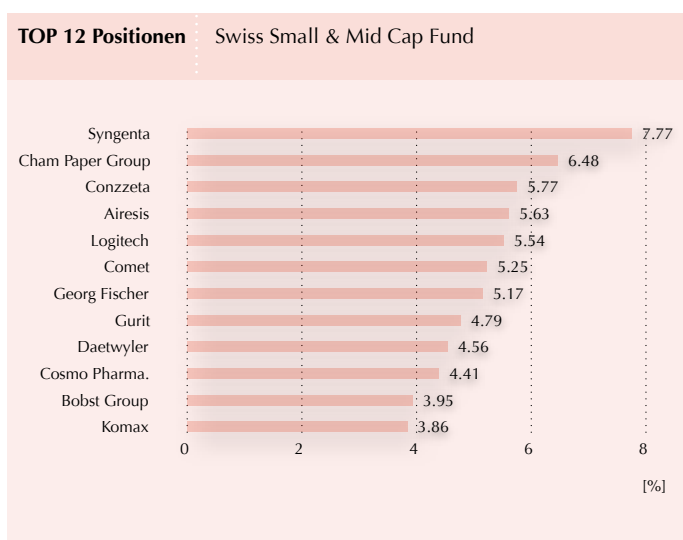 TOP 12 Positionen Swiss Small & Mid Cap Fund
Syngenta 7.77
Cham Paper Group 6.48
Conzzeta 5.77
Airesis 5.63
Logitech 5.54
Comet 5.25
Georg Fischer 5.17
Gurit 4.79
Daetwyler 4.56
Cosmo Pharma. 4.41
Bobst Group 3.95
Komax 3.86
0 2 4 6 8
[%]